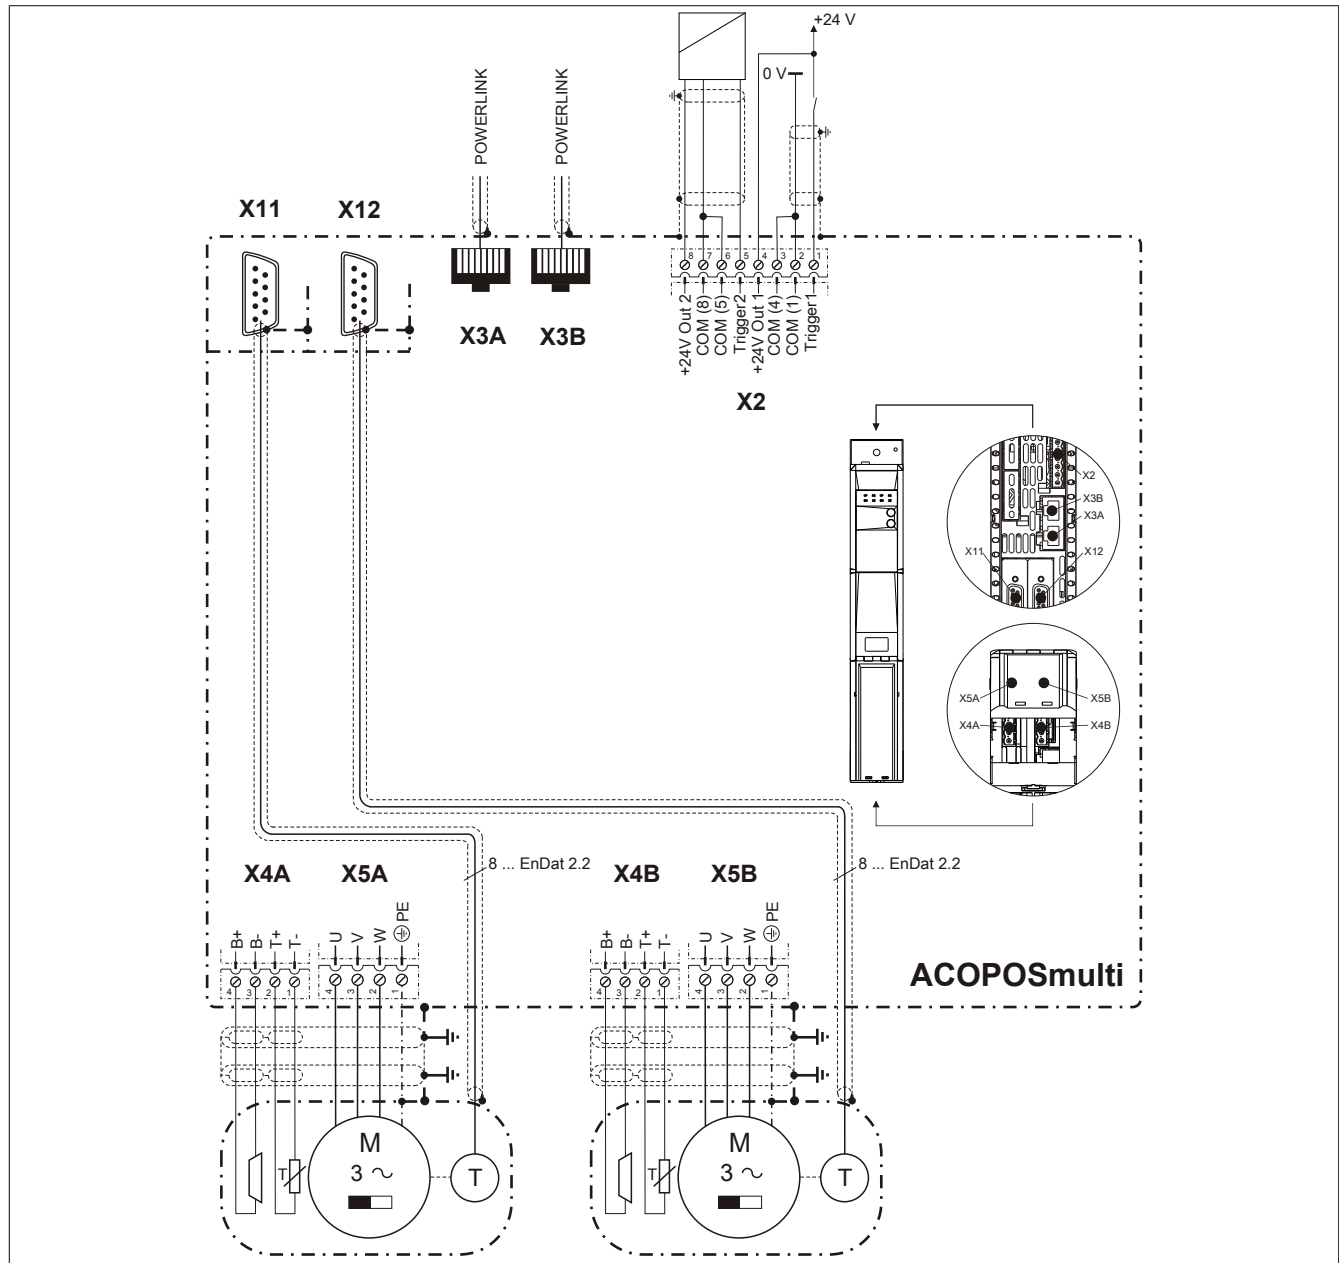 +24 V
0 V
POWERLINK
POWERLINK
X11
X12
8 7 6 5 4 3 2 1
X3A
X3B
+24V Out 2
COM (8)
COM (5)
Trigger2
+24V Out 1
COM (4)
COM (1)
Trigger1
X2
X2
X3B
X3A
X11
X12
X5A
X5B
X4A
X4B
8 ... EnDat 2.2
8 ... EnDat 2.2
X4A
X5A
X4B
X5B
B+
B-
T+
T-
U
V
W
PE
B+
B-
T+
T-
U
V
W
PE
4 3 2 1
4 3 2 1
4 3 2 1
4 3 2 1
ACOPOSmulti
M
3 ~
T
T
M
3 ~
T
T